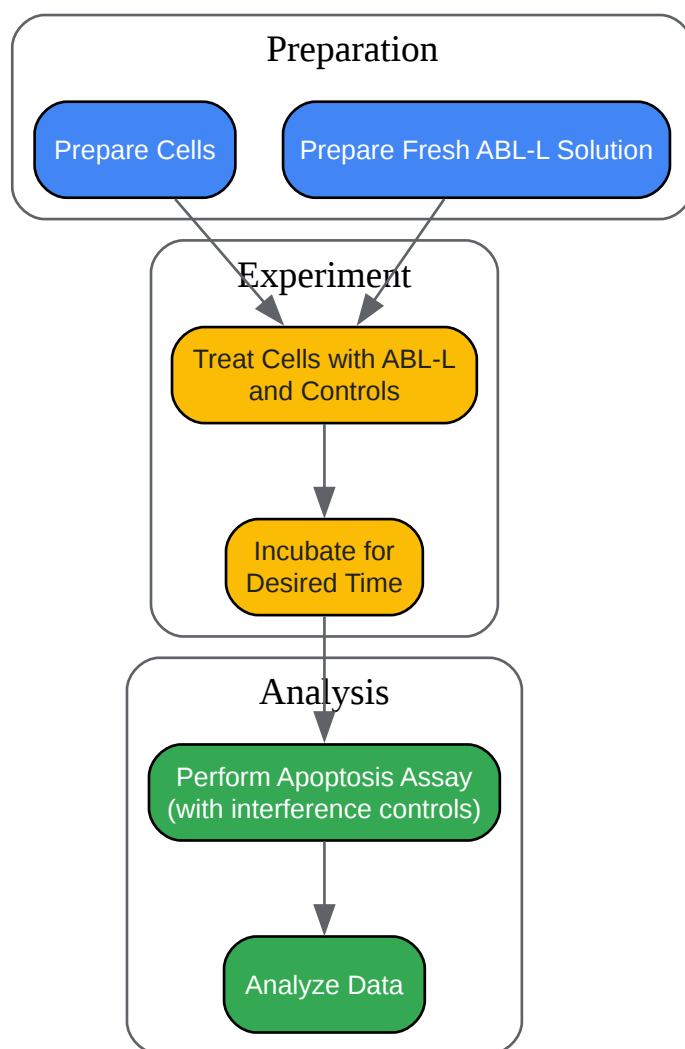 Preparation
Prepare Cells
Prepare Fresh ABL-L Solution
Experiment
Treat Cells with ABL-L
and Controls
Incubate for
Desired Time
Analysis
Perform Apoptosis Assay
(with interference controls)
Analyze Data